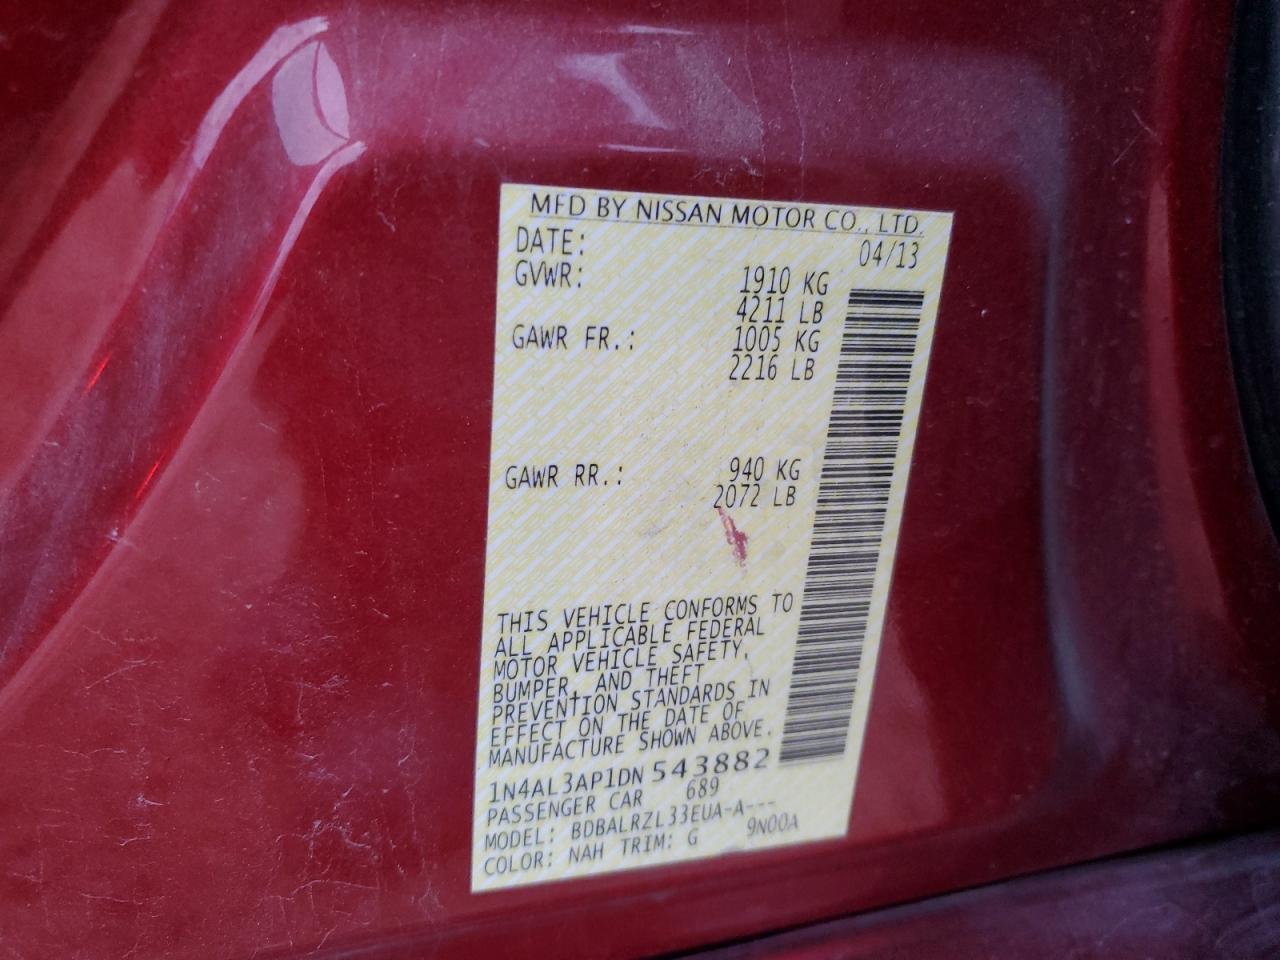 MFD BY NISSAN MOTOR CO., LTD.
DATE: 04/13
GVWR: 1910 KG
4211 LB
GAWR FR.: 1005 KG
2216 LB
GAWR RR.: 940 KG
2072 LB
THIS VEHICLE CONFORMS TO
ALL APPLICABLE FEDERAL
MOTOR VEHICLE SAFETY,
BUMPER, AND THEFT
PREVENTION STANDARDS IN
EFFECT ON THE DATE OF
MANUFACTURE SHOWN ABOVE.
1N4AL3AP1DN543882
PASSENGER CAR 689
MODEL: BDBALRZL33EUA-A---
COLOR: NAH TRIM: G 9N00A